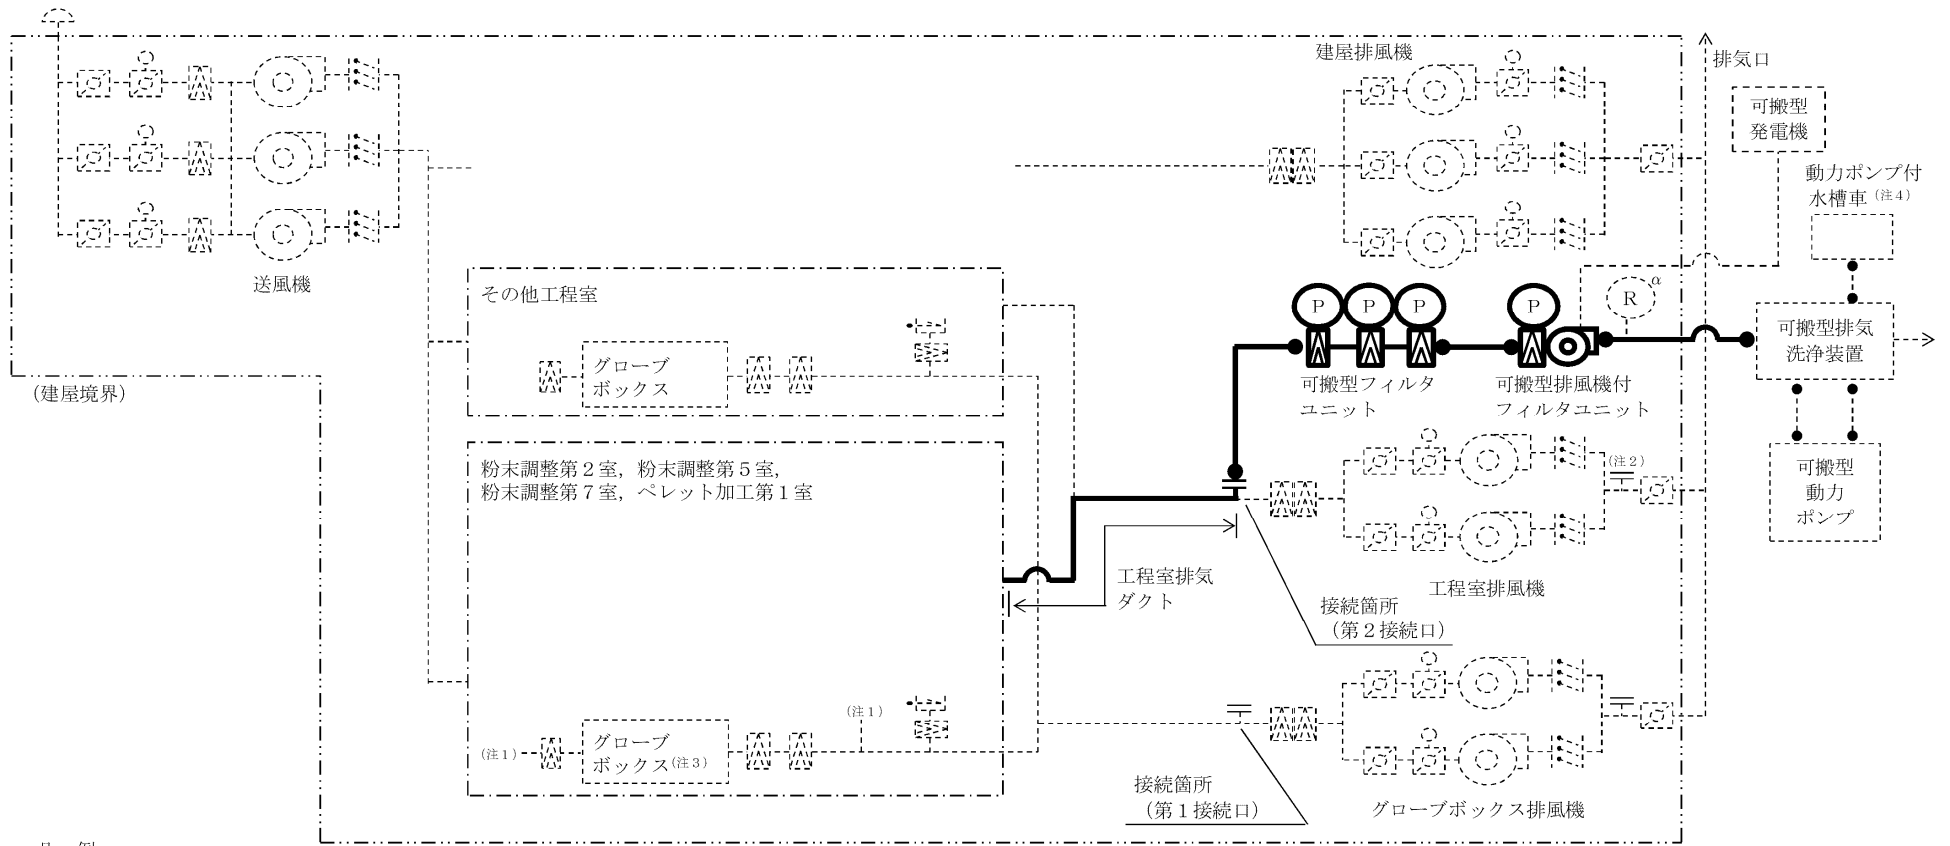 建屋排風機
排気口
可搬型
発電機
動力ポンプ付
水槽車（注４）
送風機
その他工程室
グローブ
ボックス
P
P
P
P
R
α
可搬型フィルタ
ユニット
可搬型排風機付
フィルタユニット
可搬型排気
洗浄装置
（建屋境界）
粉末調整第２室，粉末調整第５室，
粉末調整第７室，ペレット加工第１室
（注２）
可搬型
動力
ポンプ
工程室排気
ダクト
工程室排風機
接続箇所
（第２接続口）
（注１）
（注１）
グローブ
ボックス（注３）
接続箇所
（第１接続口）
グローブボックス排風機